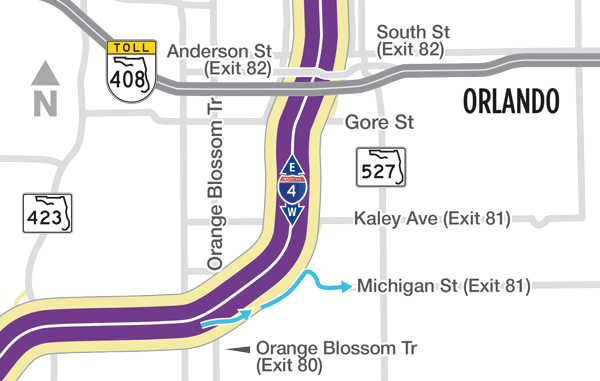 South St
(Exit 82)
Anderson St
(Exit 82)
TOLL
408
N
ORLANDO
Gore St
Orange Blossom Tr
527
E
4
W
423
Kaley Ave (Exit 81)
Michigan St (Exit 81)
Orange Blossom Tr
(Exit 80)